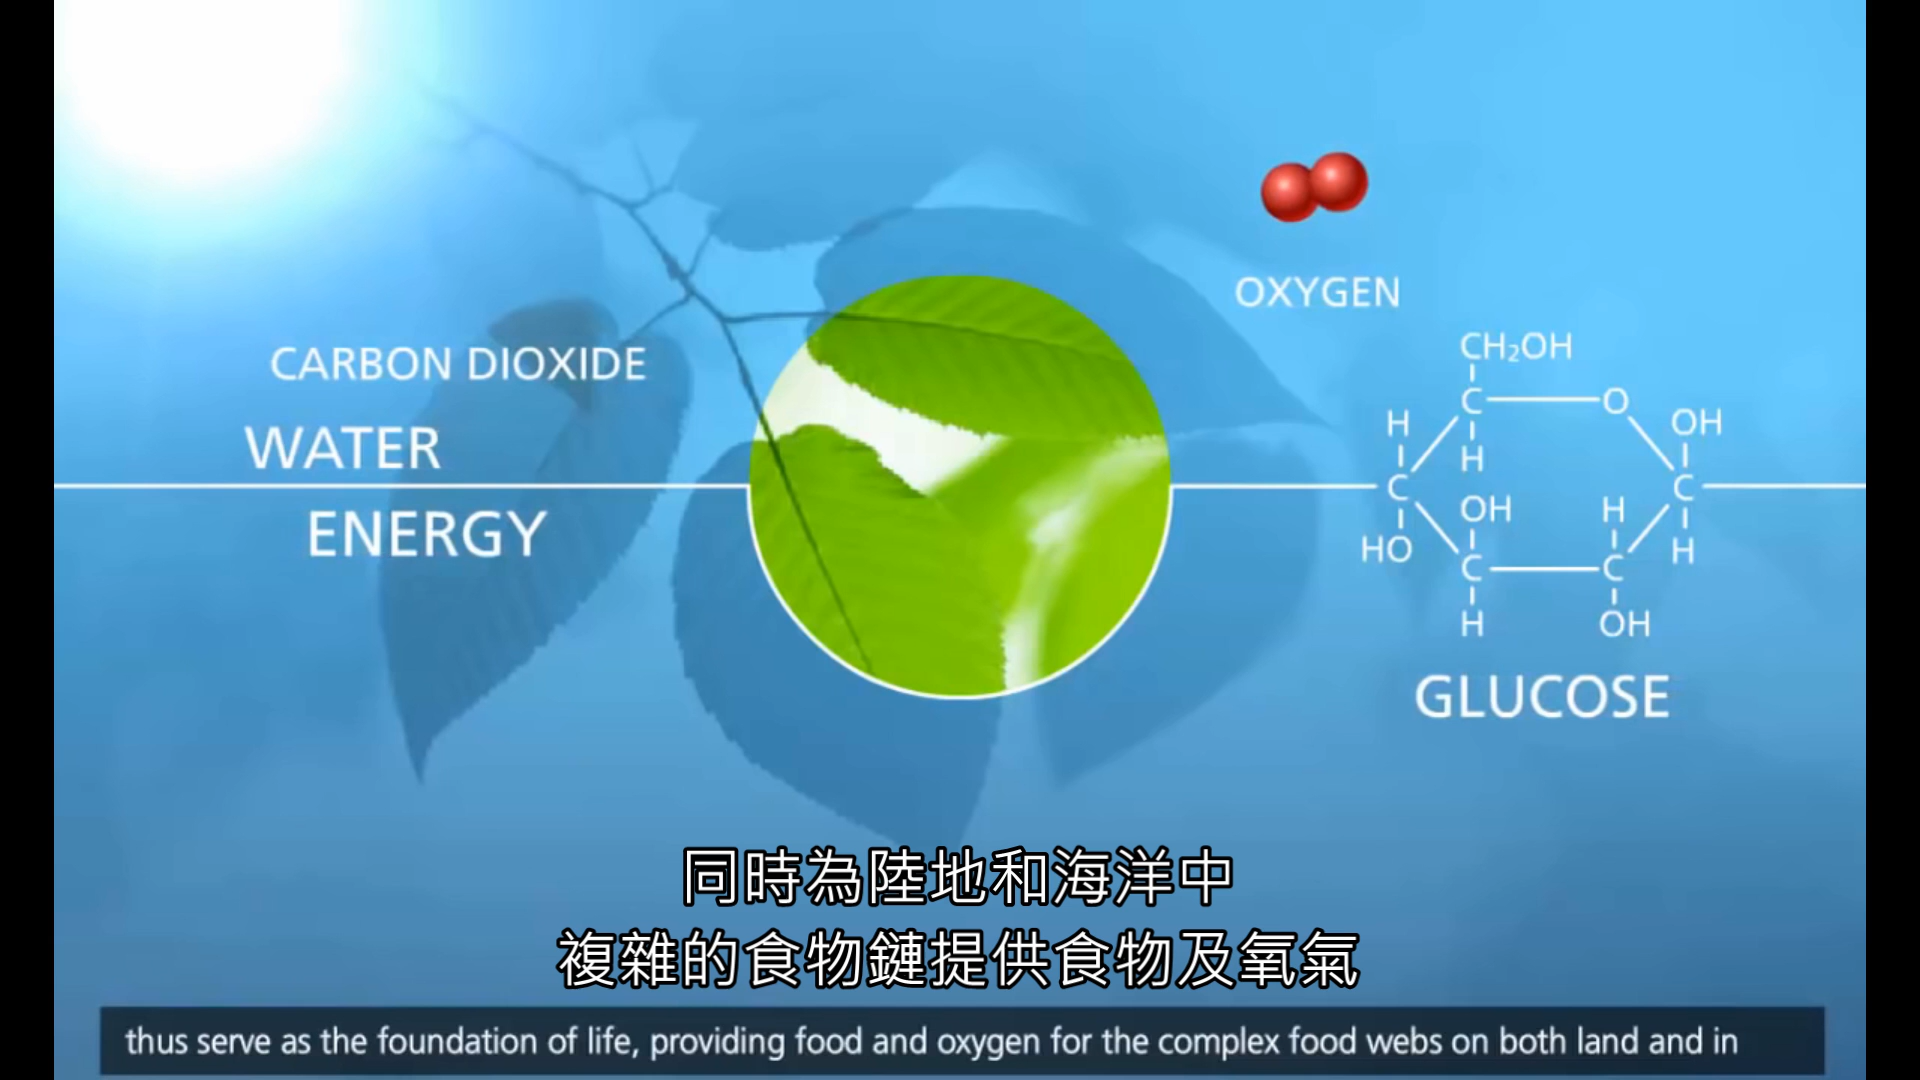 CARBON DIOXIDE
WATER
ENERGY
OXYGEN
CH₂OH
C
O
H
OH
H
C
C
OH
H
HO
H
C
C
H
OH
GLUCOSE
同時為陸地和海洋中
複雜的食物鏈提供食物及氧氣
thus serve as the foundation of life, providing food and oxygen for the complex food webs on both land and in